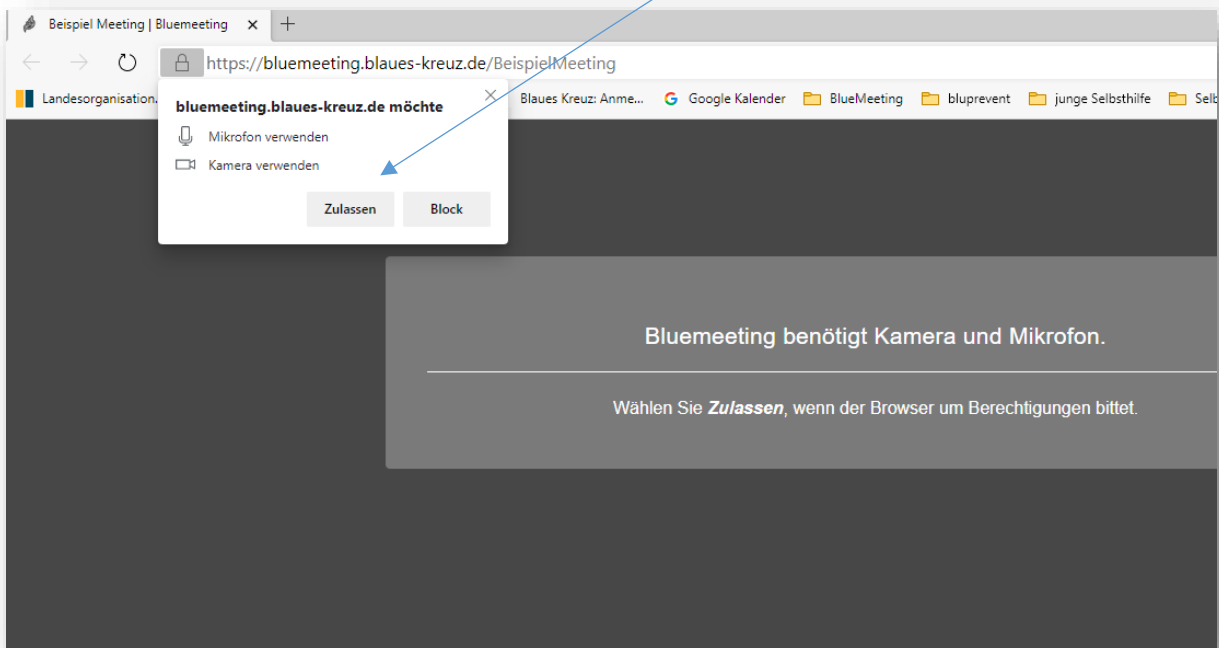 Beispiel Meeting | Bluemeeting
https://bluemeeting.blaues-kreuz.de/BeispielMeeting
Landesorganisation. Blaues Kreuz: Anme... G Google Kalender BlueMeeting bluprevent junge Selbsthilfe Selb
bluemeeting.blaues-kreuz.de möchte
Mikrofon verwenden
Kamera verwenden
Zulassen Block
Bluemeeting benötigt Kamera und Mikrofon.
Wählen Sie Zulassen, wenn der Browser um Berechtigungen bittet.